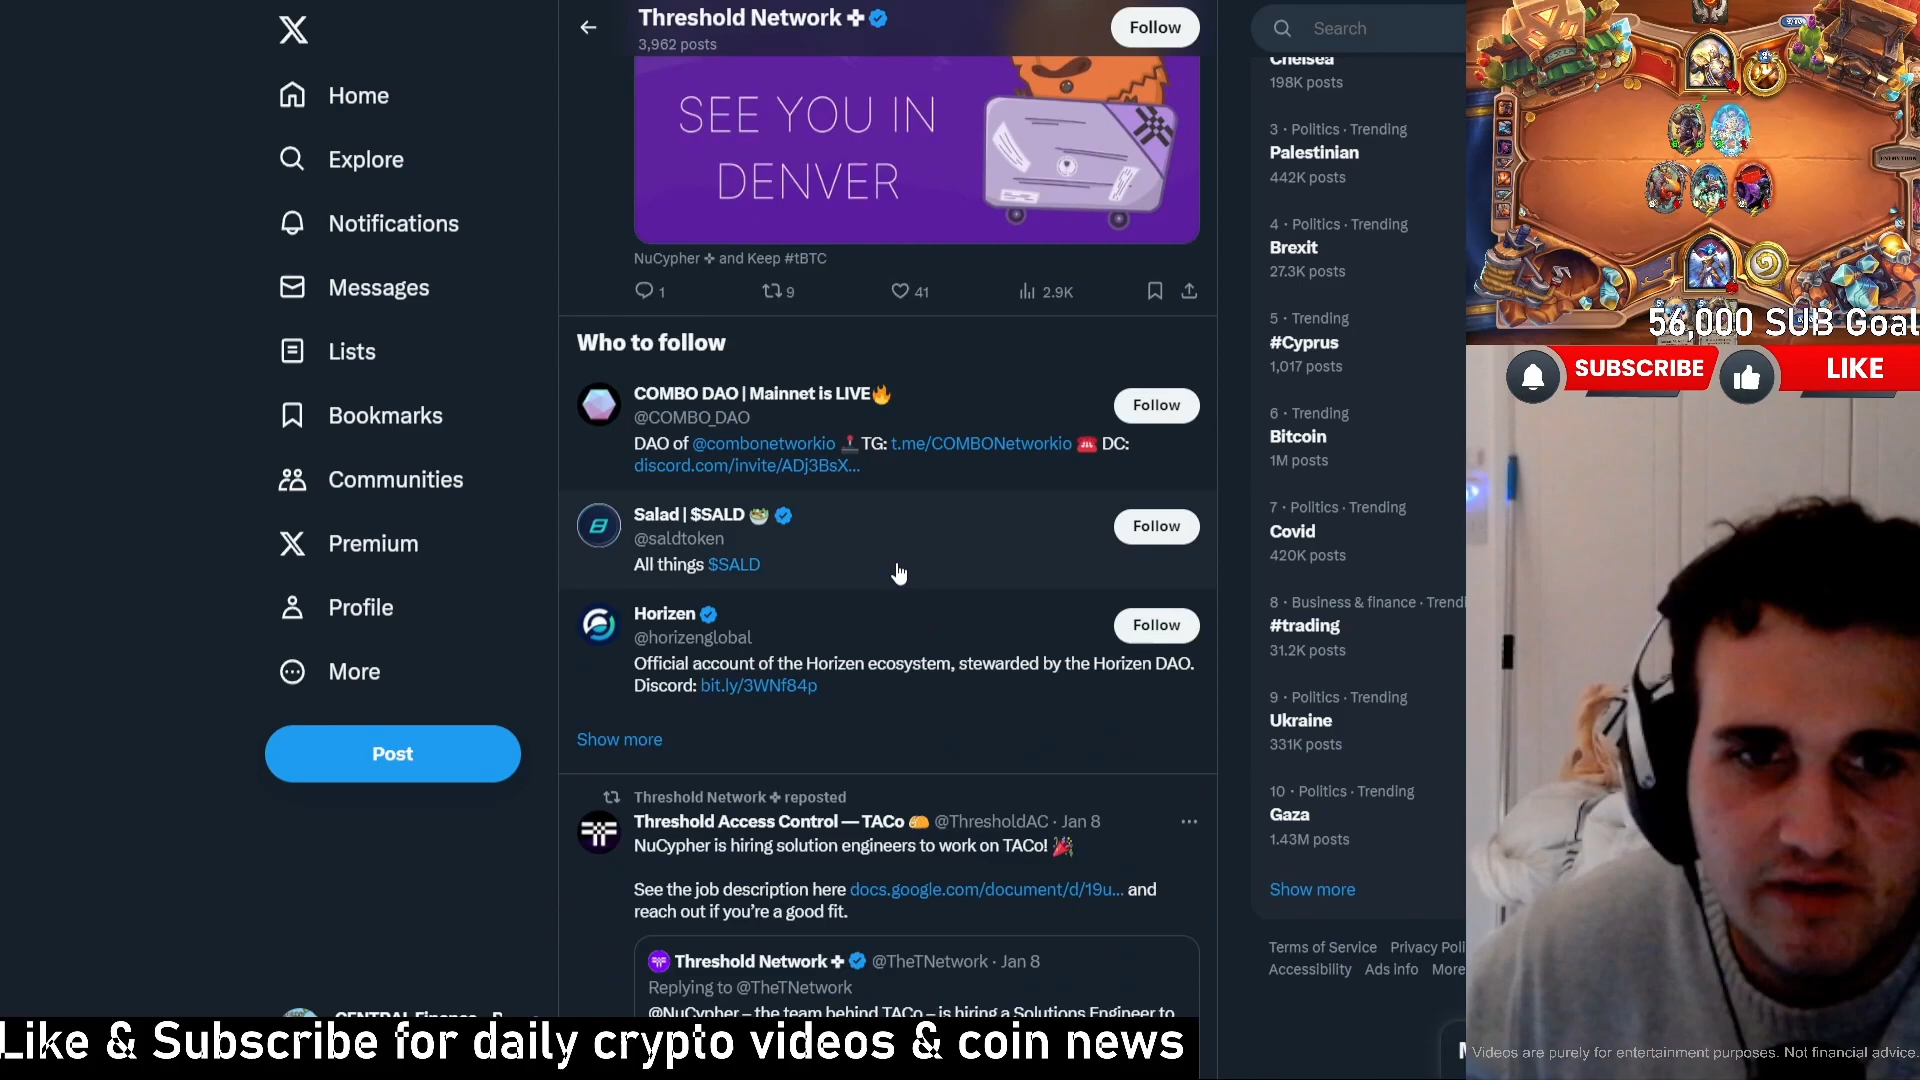 Home
Explore
Notifications
Messages
Lists
Bookmarks
Communities
Premium
Profile
More
Post
Threshold Network
3,962 posts
Follow
SEE YOU IN
DENVER
NuCypher and Keep #tBTC
1
9
41
2.9K
Who to follow
COMBO DAO | Mainnet is LIVE🔥
@COMBO_DAO
Follow
DAO of @combonetworkio 🕹️TG: t.me/COMBONetworkio ☎️ DC:
discord.com/invite/ADj3BsX...
Salad | $SALD 🥗
@saldtoken
Follow
All things $SALD
Horizen
@horizenglobal
Follow
Official account of the Horizen ecosystem, stewarded by the Horizen DAO.
Discord: bit.ly/3WNf84p
Show more
Threshold Network ✜ reposted
Threshold Access Control — TACo 🌮 @ThresholdAC · Jan 8
NuCypher is hiring solution engineers to work on TACo! 🎉
See the job description here docs.google.com/document/d/19u... and
reach out if you're a good fit.
Threshold Network ✜ @TheTNetwork · Jan 8
Replying to @TheTNetwork
@NuCypher – the team behind TACo – is hiring a Solutions Engineer to
Search
Chelsea
198K posts
3 · Politics · Trending
Palestinian
442K posts
4 · Politics · Trending
Brexit
27.3K posts
5 · Trending
#Cyprus
1,017 posts
6 · Trending
Bitcoin
1M posts
7 · Politics · Trending
Covid
420K posts
8 · Business & finance · Trendi
#trading
31.2K posts
9 · Politics · Trending
Ukraine
331K posts
10 · Politics · Trending
Gaza
1.43M posts
Show more
Terms of Service Privacy Poli
Accessibility Ads info More
56,000 SUB Goal
SUBSCRIBE
LIKE
Like & Subscribe for daily crypto videos & coin news
Videos are purely for entertainment purposes. Not financial advice.